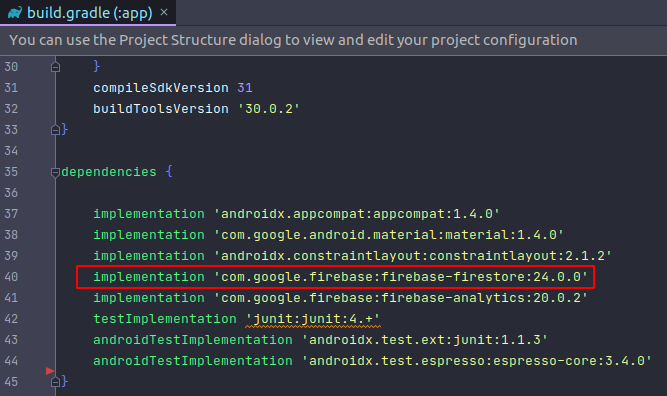 build.gradle (:app) ×
You can use the Project Structure dialog to view and edit your project configuration
30 }
31 compileSdkVersion 31
32 buildToolsVersion '30.0.2'
33 }
34
35 dependencies {
36
37 implementation 'androidx.appcompat:appcompat:1.4.0'
38 implementation 'com.google.android.material:material:1.4.0'
39 implementation 'androidx.constraintlayout:constraintlayout:2.1.2'
40 implementation 'com.google.firebase:firebase-firestore:24.0.0'
41 implementation 'com.google.firebase:firebase-analytics:20.0.2'
42 testImplementation 'junit:junit:4.+'
43 androidTestImplementation 'androidx.test.ext:junit:1.1.3'
44 androidTestImplementation 'androidx.test.espresso:espresso-core:3.4.0'
45 }